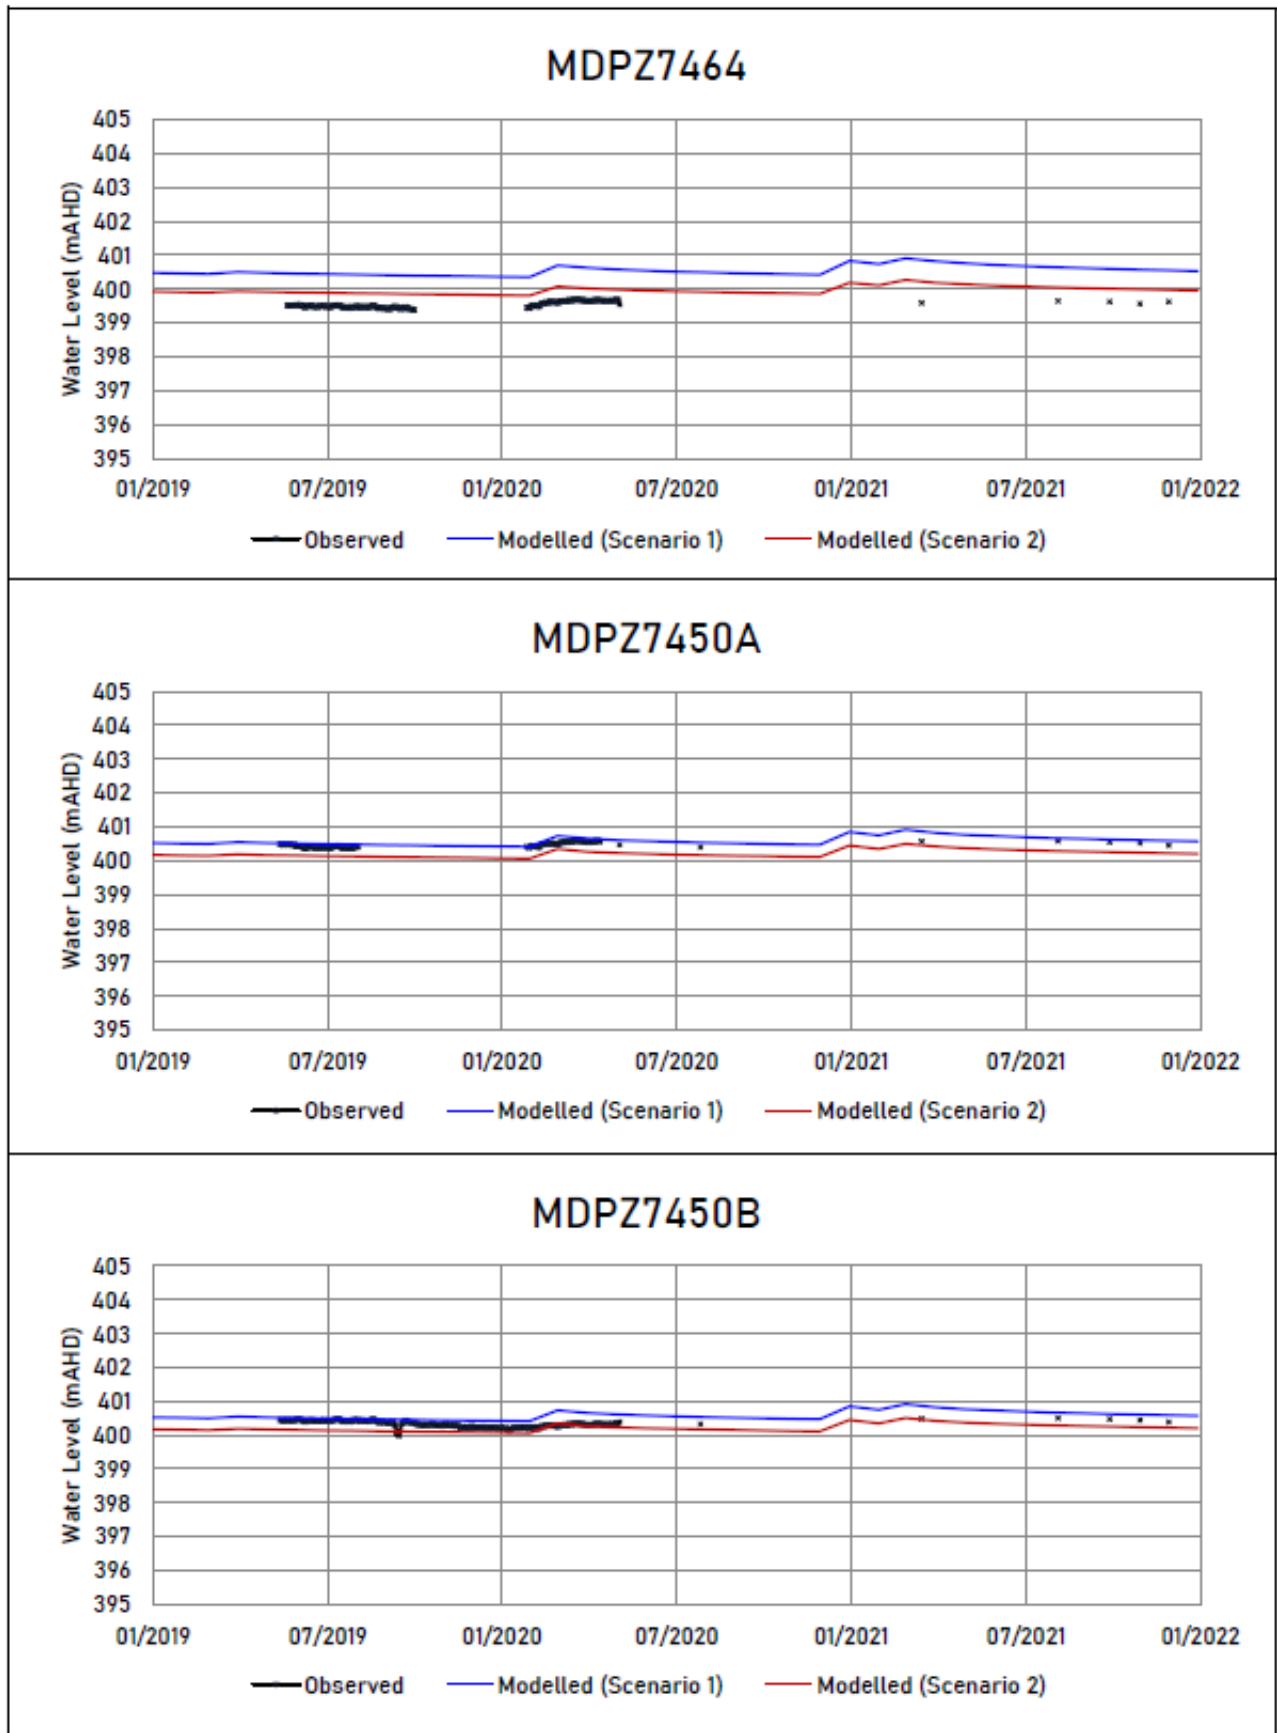 MDPZ7464
Water Level (mAHD)
405
404
403
402
401
400
399
398
397
396
395
01/2019 07/2019 01/2020 07/2020 01/2021 07/2021 01/2022
Observed Modelled (Scenario 1) Modelled (Scenario 2)
MDPZ7450A
Water Level (mAHD)
405
404
403
402
401
400
399
398
397
396
395
01/2019 07/2019 01/2020 07/2020 01/2021 07/2021 01/2022
Observed Modelled (Scenario 1) Modelled (Scenario 2)
MDPZ7450B
Water Level (mAHD)
405
404
403
402
401
400
399
398
397
396
395
01/2019 07/2019 01/2020 07/2020 01/2021 07/2021 01/2022
Observed Modelled (Scenario 1) Modelled (Scenario 2)